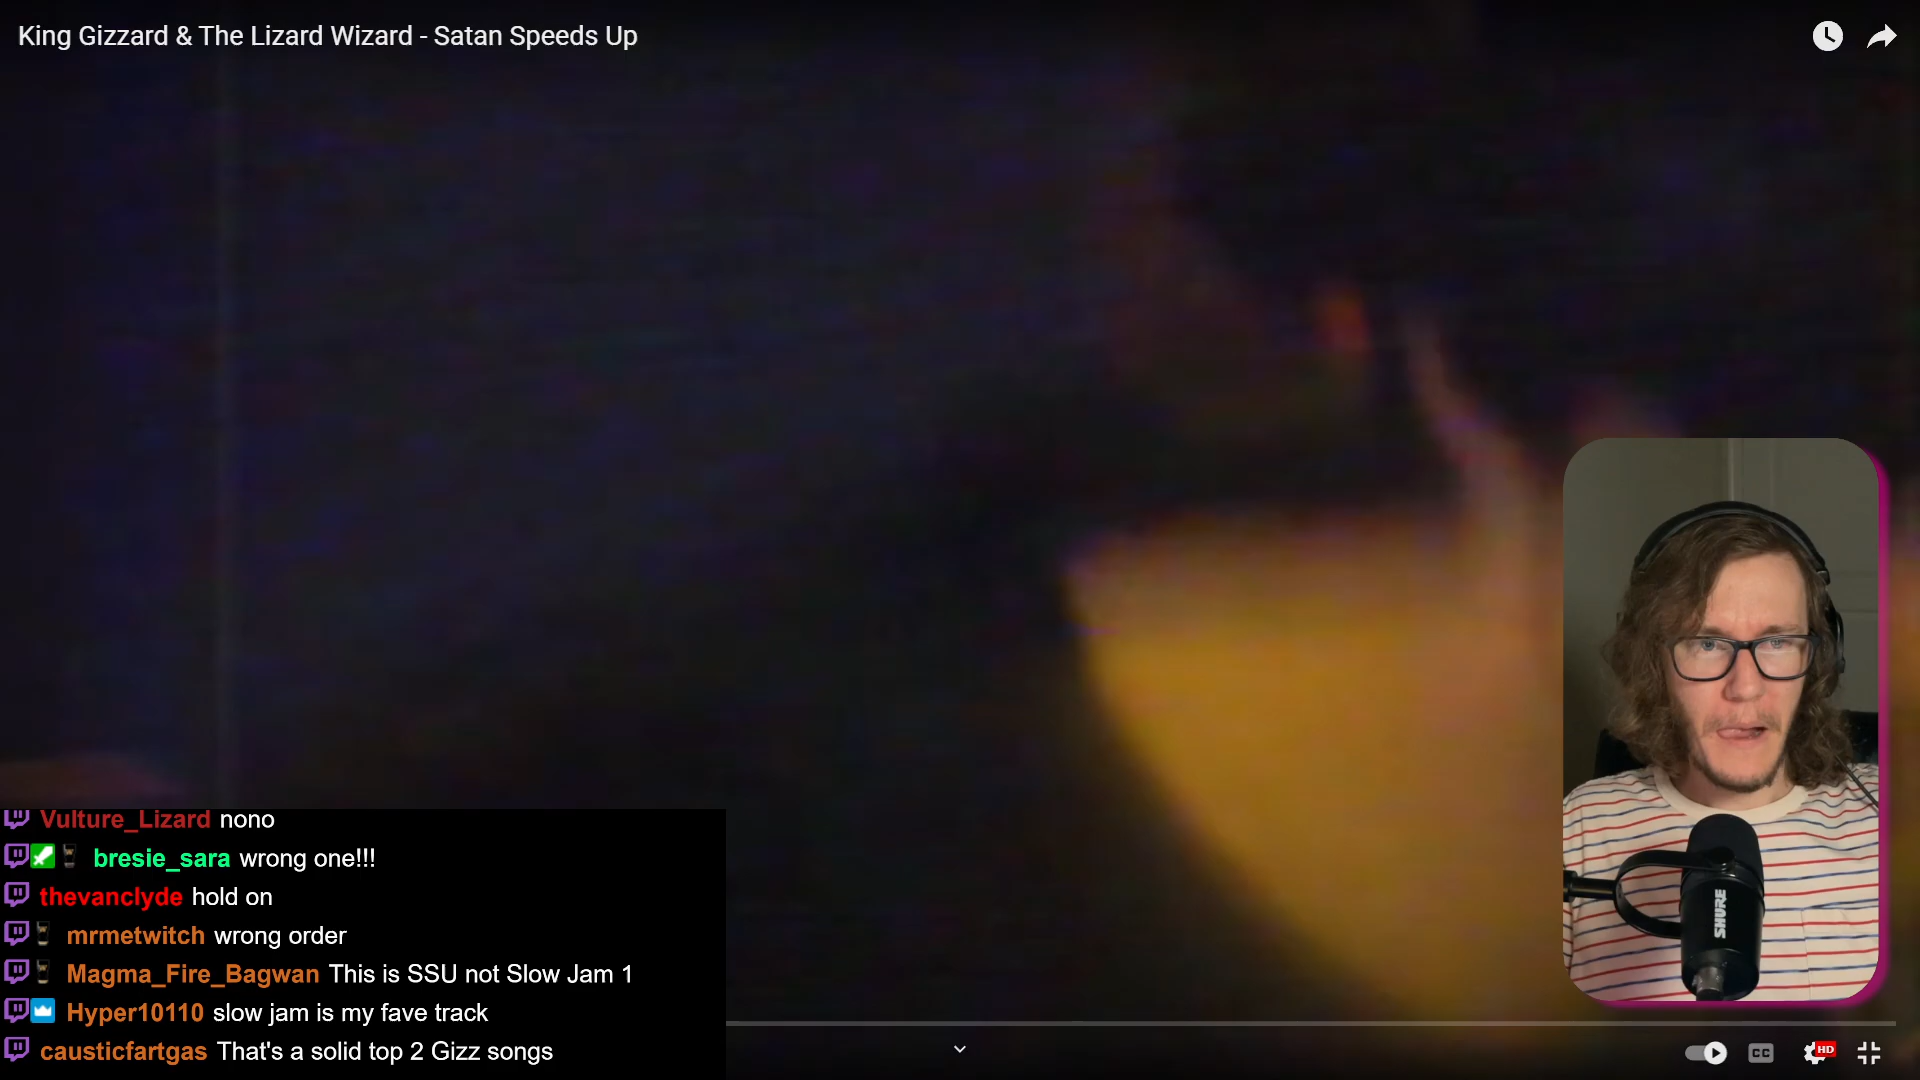 King Gizzard & The Lizard Wizard - Satan Speeds Up
Vulture_Lizard nono
bresie_sara wrong one!!!
thevanclyde hold on
mrmetwitch wrong order
Magma_Fire_Bagwan This is SSU not Slow Jam 1
Hyper10110 slow jam is my fave track
causticfartgas That's a solid top 2 Gizz songs
SHURE
CC
HD